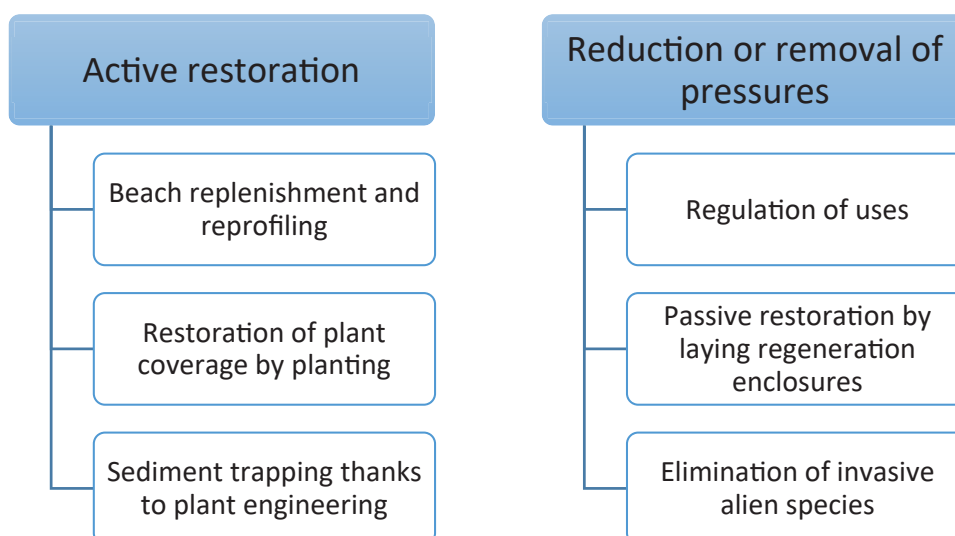 Active restoration
Beach replenishment and
reprofiling
Restoration of plant
coverage by planting
Sediment trapping thanks
to plant engineering
Reduction or removal of
pressures
Regulation of uses
Passive restoration by
laying regeneration
enclosures
Elimination of invasive
alien species